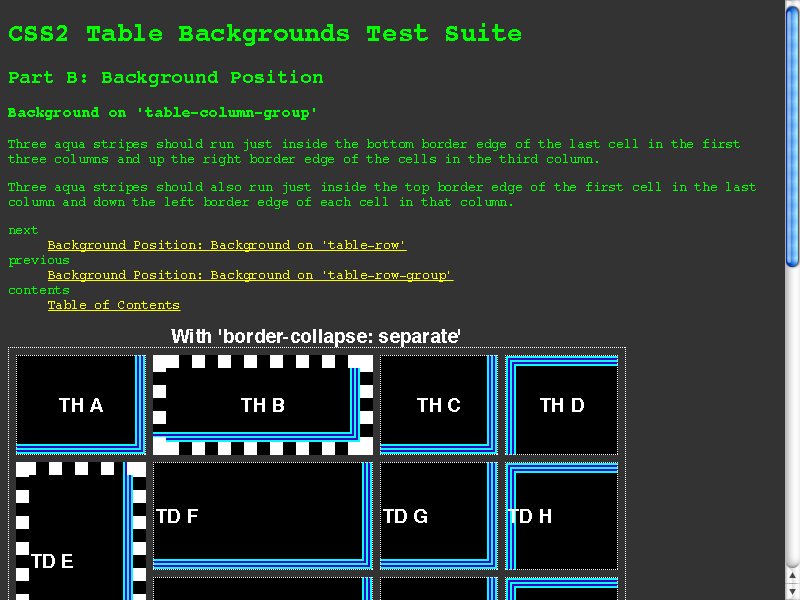 CSS2 Table Backgrounds Test Suite
Part B: Background Position
Background on 'table-column-group'
Three aqua stripes should run just inside the bottom border edge of the last cell in the first
three columns and up the right border edge of the cells in the third column.
Three aqua stripes should also run just inside the top border edge of the first cell in the last
column and down the left border edge of each cell in that column.
next
Background Position: Background on 'table-row'
previous
Background Position: Background on 'table-row-group'
contents
Table of Contents
With 'border-collapse: separate'
TH A TH B TH C TH D
TD F TD G TD H
TD E